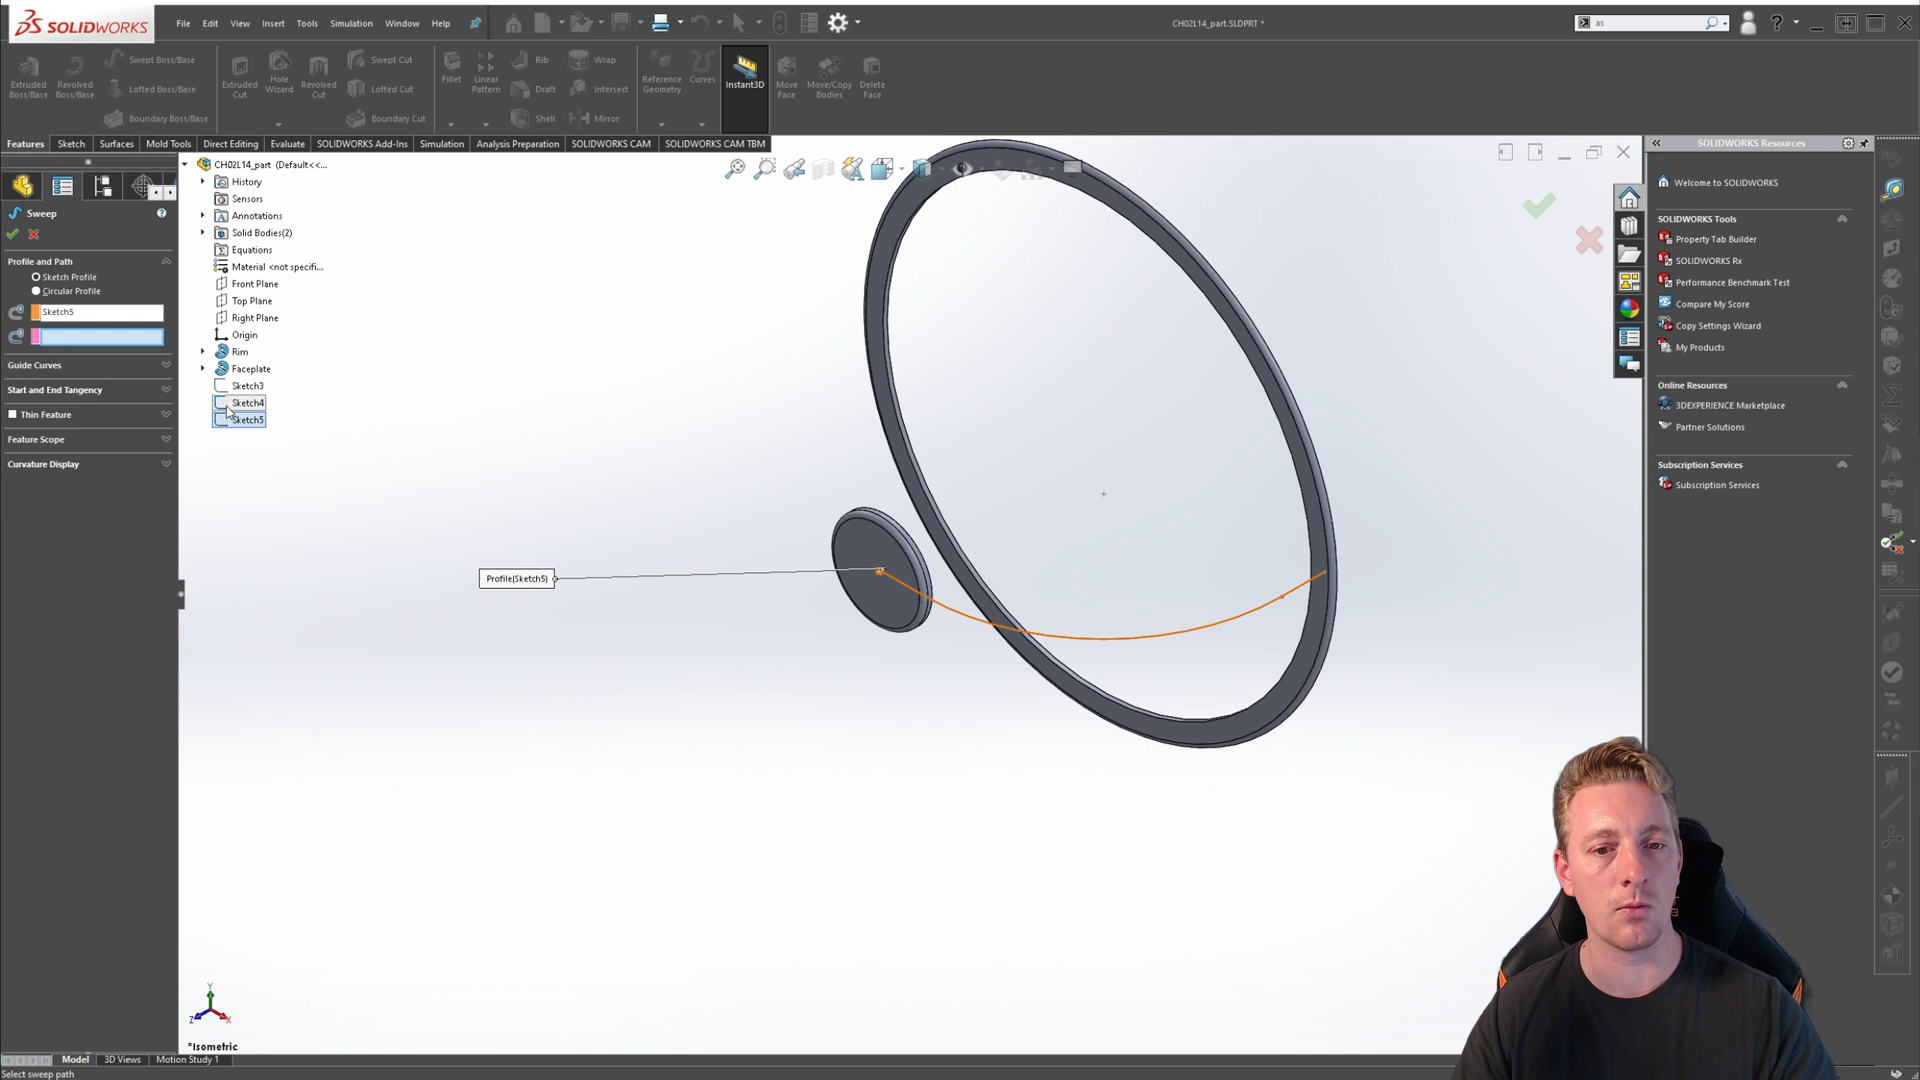 SOLIDWORKS
File Edit View Insert Tools Simulation Window Help
CH02L14_part.SLDPRT *
as
Extruded Boss/Base
Revolved Boss/Base
Swept Boss/Base
Lofted Boss/Base
Boundary Boss/Base
Extruded Cut
Hole Wizard
Revolved Cut
Swept Cut
Lofted Cut
Boundary Cut
Fillet
Linear Pattern
Rib
Draft
Shell
Wrap
Intersect
Mirror
Reference Geometry
Curves
Instant3D
Move Face
Move/Copy Bodies
Delete Face
Features Sketch Surfaces Mold Tools Direct Editing Evaluate SOLIDWORKS Add-Ins Simulation Analysis Preparation SOLIDWORKS CAM SOLIDWORKS CAM TBM
Sweep
Profile and Path
Sketch Profile
Circular Profile
Sketch5
Guide Curves
Start and End Tangency
Thin Feature
Feature Scope
Curvature Display
CH02L14_part (Default<<...
History
Sensors
Annotations
Solid Bodies(2)
Equations
Material <not specifi...
Front Plane
Top Plane
Right Plane
Origin
Rim
Faceplate
Sketch3
Sketch4
Sketch5
Profile(Sketch5)
Y
Z
X
*Isometric
SOLIDWORKS Resources
Welcome to SOLIDWORKS
SOLIDWORKS Tools
Property Tab Builder
SOLIDWORKS Rx
Performance Benchmark Test
Compare My Score
Copy Settings Wizard
My Products
Online Resources
3DEXPERIENCE Marketplace
Partner Solutions
Subscription Services
Subscription Services
Model 3D Views Motion Study 1
Select sweep path